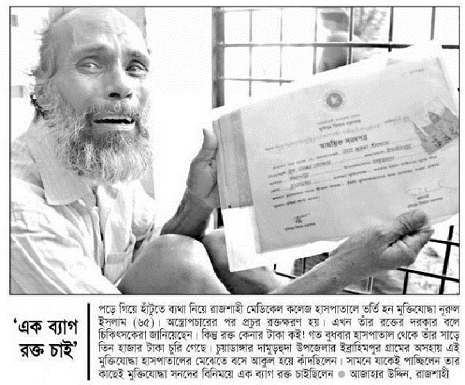 সাময়িক সনদপত্র
'এক ব্যাগ
রক্ত চাই'
পড়ে গিয়ে হাঁটুতে ব্যথা নিয়ে রাজশাহী মেডিকেল কলেজ হাসপাতালে ভর্তি হন মুক্তিযোদ্ধা নূরুল
ইসলাম (৬৫)। অস্ত্রোপচারের পর প্রচুর রক্তক্ষরণ হয়। এখন তাঁর রক্তের দরকার বলে
চিকিৎসকেরা জানিয়েছেন। কিন্তু রক্ত কেনার টাকা কই! গত বুধবার হাসপাতাল থেকে তাঁর সাড়ে
তিন হাজার টাকা চুরি গেছে। চুয়াডাঙ্গার দামুড়হুদা উপজেলার ইব্রাহিমপুর গ্রামের অসহায় এই
মুক্তিযোদ্ধা হাসপাতালের মেঝেতে বসে আকুল হয়ে কাঁদছিলেন। সামনে যাকেই পাচ্ছিলেন তার
কাছেই মুক্তিযোদ্ধা সনদের বিনিময়ে এক ব্যাগ রক্ত চাইছিলেন ● আজাহার উদ্দিন, রাজশাহী